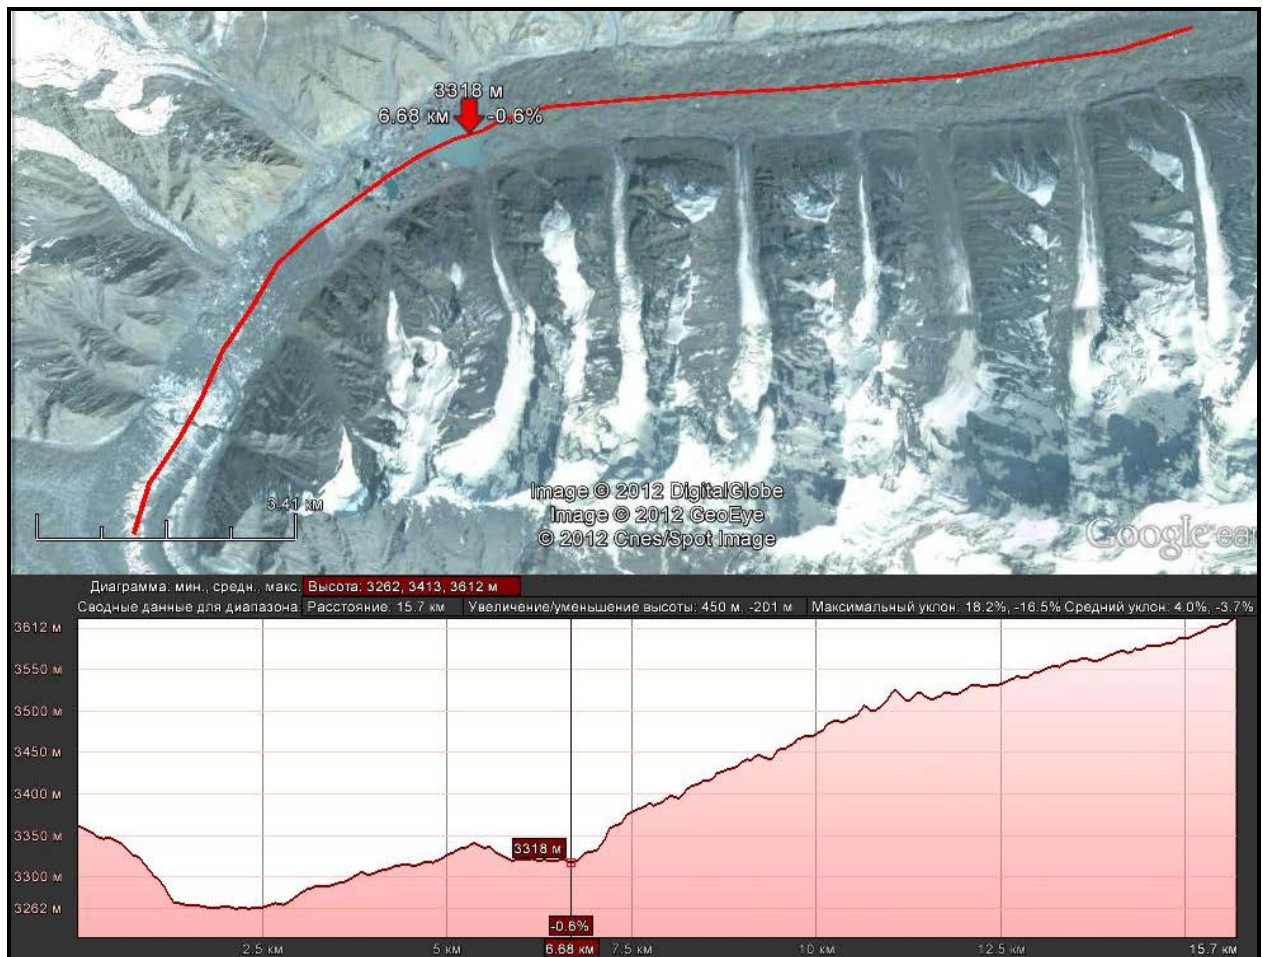 3318 м
6.68 км -0.6%
3.41 км
Image © 2012 DigitalGlobe
Image © 2012 GeoEye
© 2012 Cnes/Spot Image
Google ear
Диаграмма: мин., средн., макс. Высота: 3262, 3413, 3612 м
Сводные данные для диапазона: Расстояние: 15.7 км Увеличение/уменьшение высоты: 450 м, -201 м Максимальный уклон: 18.2%, -16.5% Средний уклон: 4.0%, -3.7%
3612 м
3550 м
3500 м
3450 м
3400 м
3350 м
3318 м
3300 м
3262 м
-0.6%
2.5 км 5 км 6.68 км 7.5 км 10 км 12.5 км 15.7 км